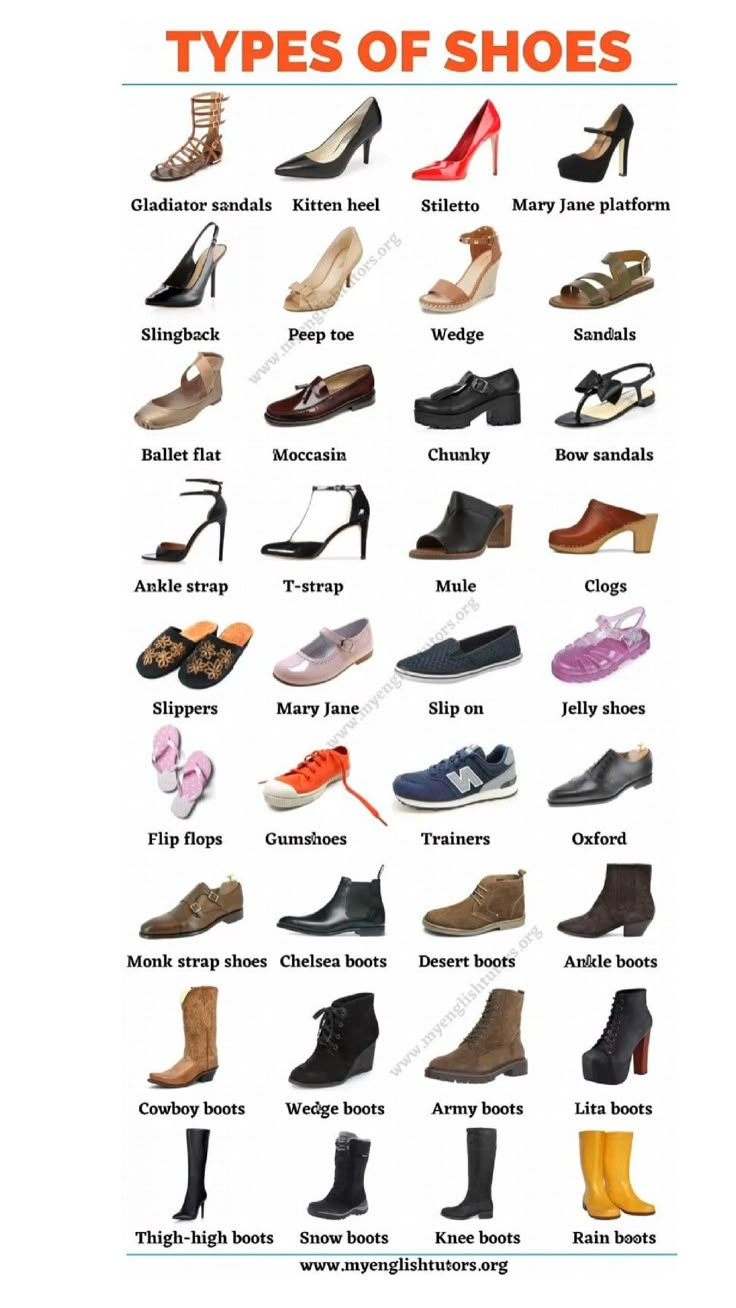 TYPES OF SHOES
Gladiator sandals Kitten heel Stiletto Mary Jane platform
Slingback Peep toe Wedge Sandals
www.myenglishtutors.org
Ballet flat Moccasin Chunky Bow sandals
Ankle strap T-strap Mule Clogs
Slippers Mary Jane Slip on Jelly shoes
www.myenglishtutors.org
Flip flops Gumshoes Trainers Oxford
N
Monk strap shoes Chelsea boots Desert boots Ankle boots
www.myenglishtutors.org
Cowboy boots Wedge boots Army boots Lita boots
Thigh-high boots Snow boots Knee boots Rain boots
www.myenglishtutors.org